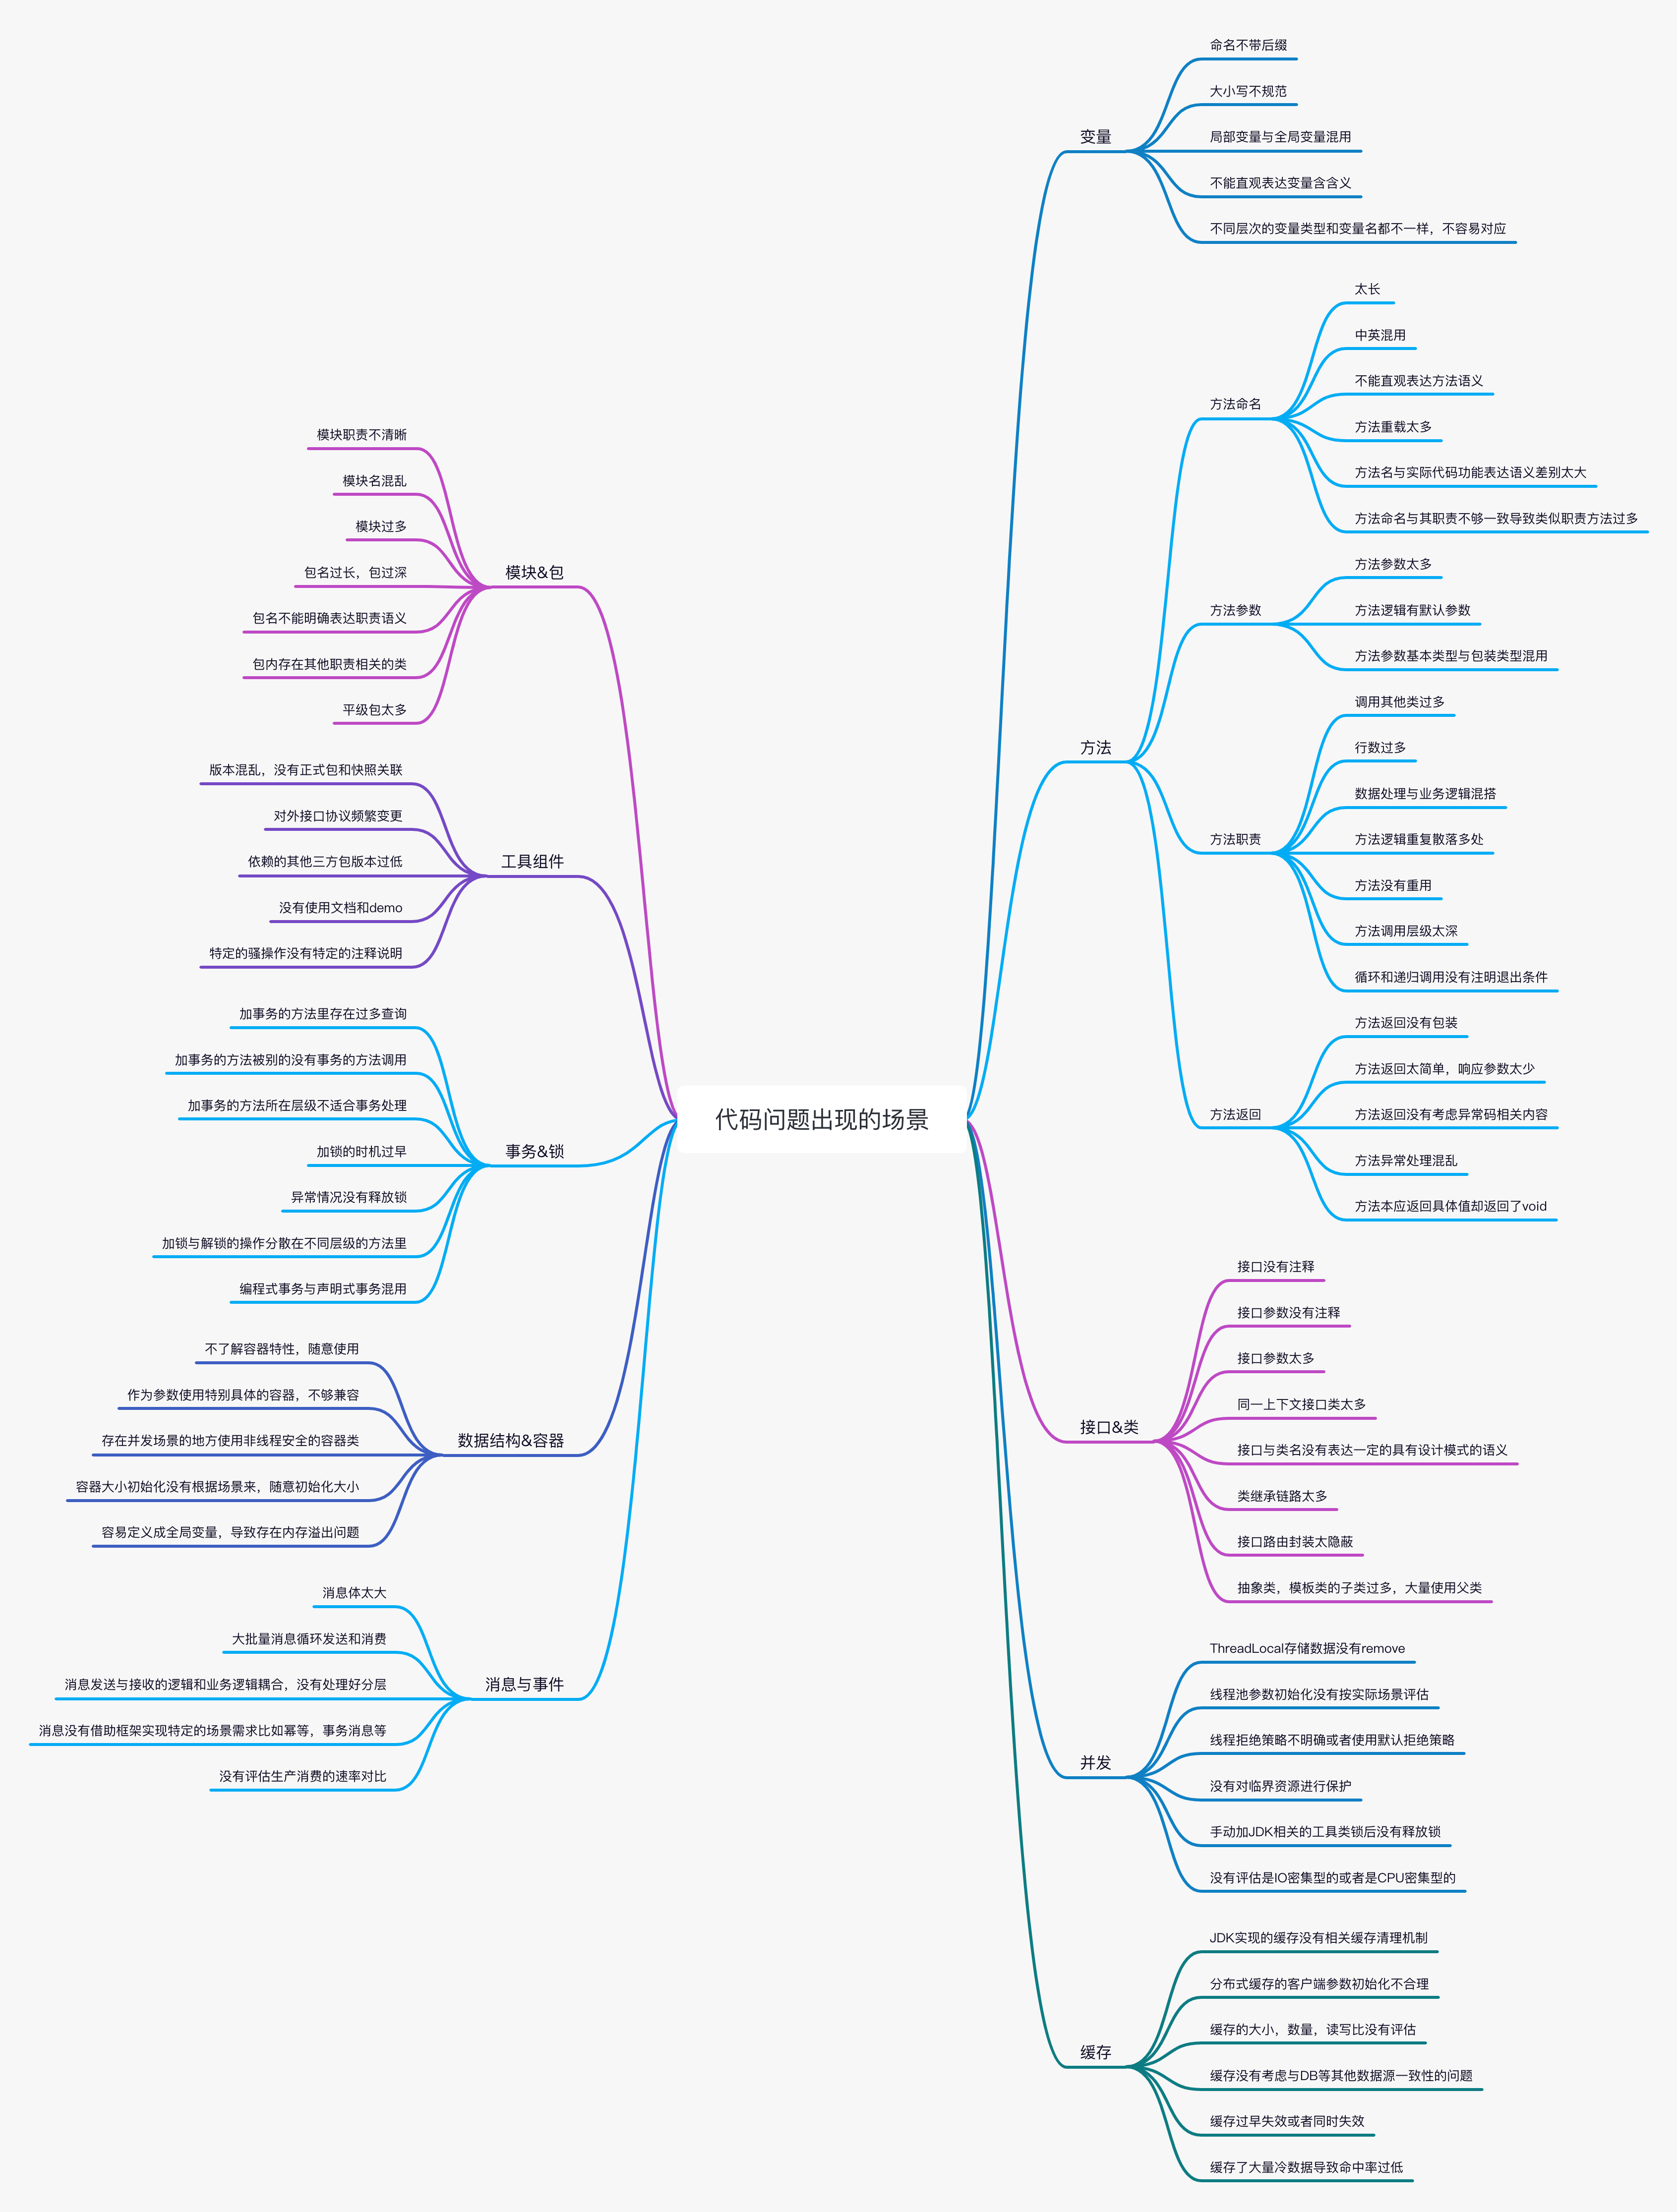 代码问题出现的场景
变量
命名不带后缀
大小写不规范
局部变量与全局变量混用
不能直观表达变量含含义
不同层次的变量类型和变量名都不一样，不容易对应
方法
方法命名
太长
中英混用
不能直观表达方法语义
方法重载太多
方法名与实际代码功能表达语义差别太大
方法命名与其职责不够一致导致类似职责方法过多
方法参数
方法参数太多
方法逻辑有默认参数
方法参数基本类型与包装类型混用
方法职责
调用其他类过多
行数过多
数据处理与业务逻辑混搭
方法逻辑重复散落多处
方法没有重用
方法调用层级太深
循环和递归调用没有注明退出条件
方法返回
方法返回没有包装
方法返回太简单，响应参数太少
方法返回没有考虑异常码相关内容
方法异常处理混乱
方法本应返回具体值却返回了void
接口&类
接口没有注释
接口参数没有注释
接口参数太多
同一上下文接口类太多
接口与类名没有表达一定的具有设计模式的语义
类继承链路太多
接口路由封装太隐蔽
抽象类，模板类的子类过多，大量使用父类
并发
ThreadLocal存储数据没有remove
线程池参数初始化没有按实际场景评估
线程拒绝策略不明确或者使用默认拒绝策略
没有对临界资源进行保护
手动加JDK相关的工具类锁后没有释放锁
没有评估是IO密集型的或者是CPU密集型的
缓存
JDK实现的缓存没有相关缓存清理机制
分布式缓存的客户端参数初始化不合理
缓存的大小，数量，读写比没有评估
缓存没有考虑与DB等其他数据源一致性的问题
缓存过早失效或者同时失效
缓存了大量冷数据导致命中率过低
模块&包
模块职责不清晰
模块名混乱
模块过多
包名过长，包过深
包名不能明确表达职责语义
包内存在其他职责相关的类
平级包太多
工具组件
版本混乱，没有正式包和快照关联
对外接口协议频繁变更
依赖的其他三方包版本过低
没有使用文档和demo
特定的骚操作没有特定的注释说明
事务&锁
加事务的方法里存在过多查询
加事务的方法被别的没有事务的方法调用
加事务的方法所在层级不适合事务处理
加锁的时机过早
异常情况没有释放锁
加锁与解锁的操作分散在不同层级的方法里
编程式事务与声明式事务混用
数据结构&容器
不了解容器特性，随意使用
作为参数使用特别具体的容器，不够兼容
存在并发场景的地方使用非线程安全的容器类
容器大小初始化没有根据场景来，随意初始化大小
容易定义成全局变量，导致存在内存溢出问题
消息与事件
消息体太大
大批量消息循环发送和消费
消息发送与接收的逻辑和业务逻辑耦合，没有处理好分层
消息没有借助框架实现特定的场景需求比如幂等，事务消息等
没有评估生产消费的速率对比